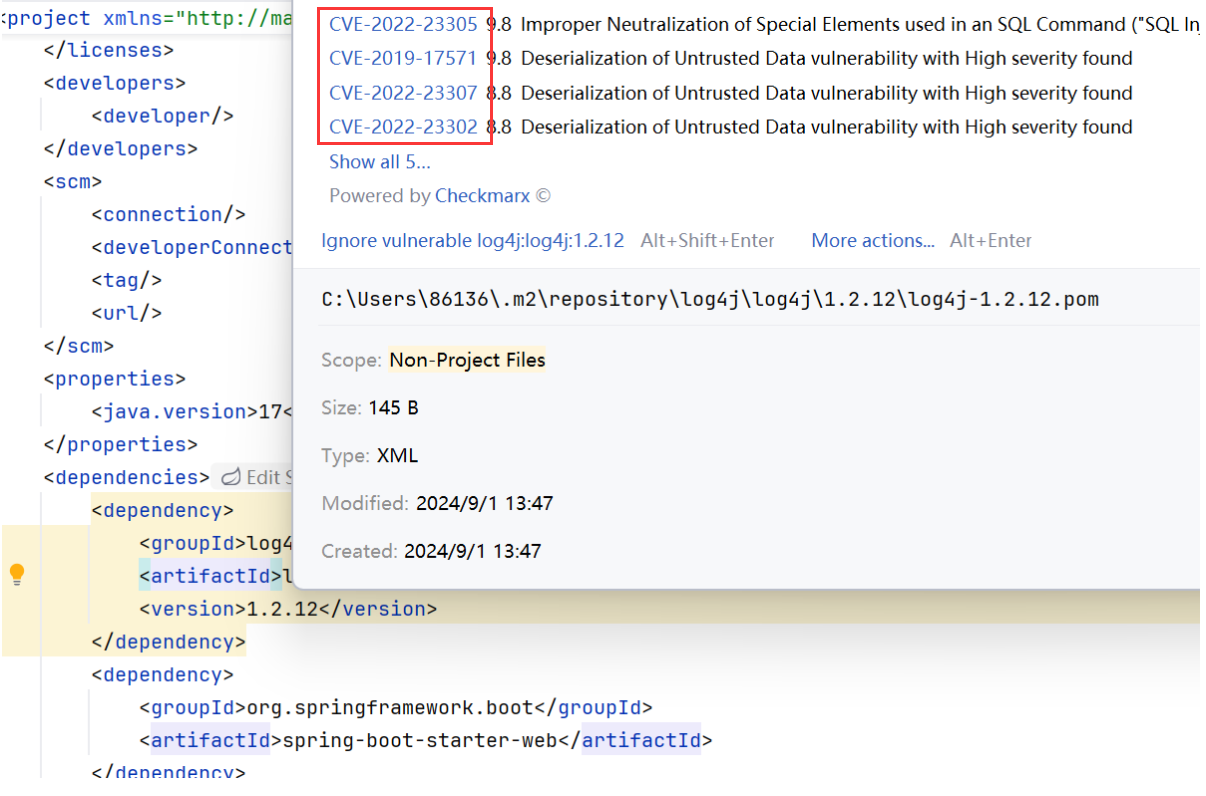 <project xmlns="http://ma
</licenses>
<developers>
<developer/>
</developers>
<scm>
<connection/>
<developerConnect
<tag/>
<url/>
</scm>
<properties>
<java.version>17<
</properties>
<dependencies> Edit S
<dependency>
<groupId>log4
<artifactId>l
<version>1.2.12</version>
</dependency>
<dependency>
<groupId>org.springframework.boot</groupId>
<artifactId>spring-boot-starter-web</artifactId>
</dependency>
CVE-2022-23305 9.8 Improper Neutralization of Special Elements used in an SQL Command ("SQL Inj
CVE-2019-17571 9.8 Deserialization of Untrusted Data vulnerability with High severity found
CVE-2022-23307 8.8 Deserialization of Untrusted Data vulnerability with High severity found
CVE-2022-23302 8.8 Deserialization of Untrusted Data vulnerability with High severity found
Show all 5...
Powered by Checkmarx ©
Ignore vulnerable log4j:log4j:1.2.12 Alt+Shift+Enter More actions... Alt+Enter
C:\Users\86136\.m2\repository\log4j\log4j\1.2.12\log4j-1.2.12.pom
Scope: Non-Project Files
Size: 145 B
Type: XML
Modified: 2024/9/1 13:47
Created: 2024/9/1 13:47